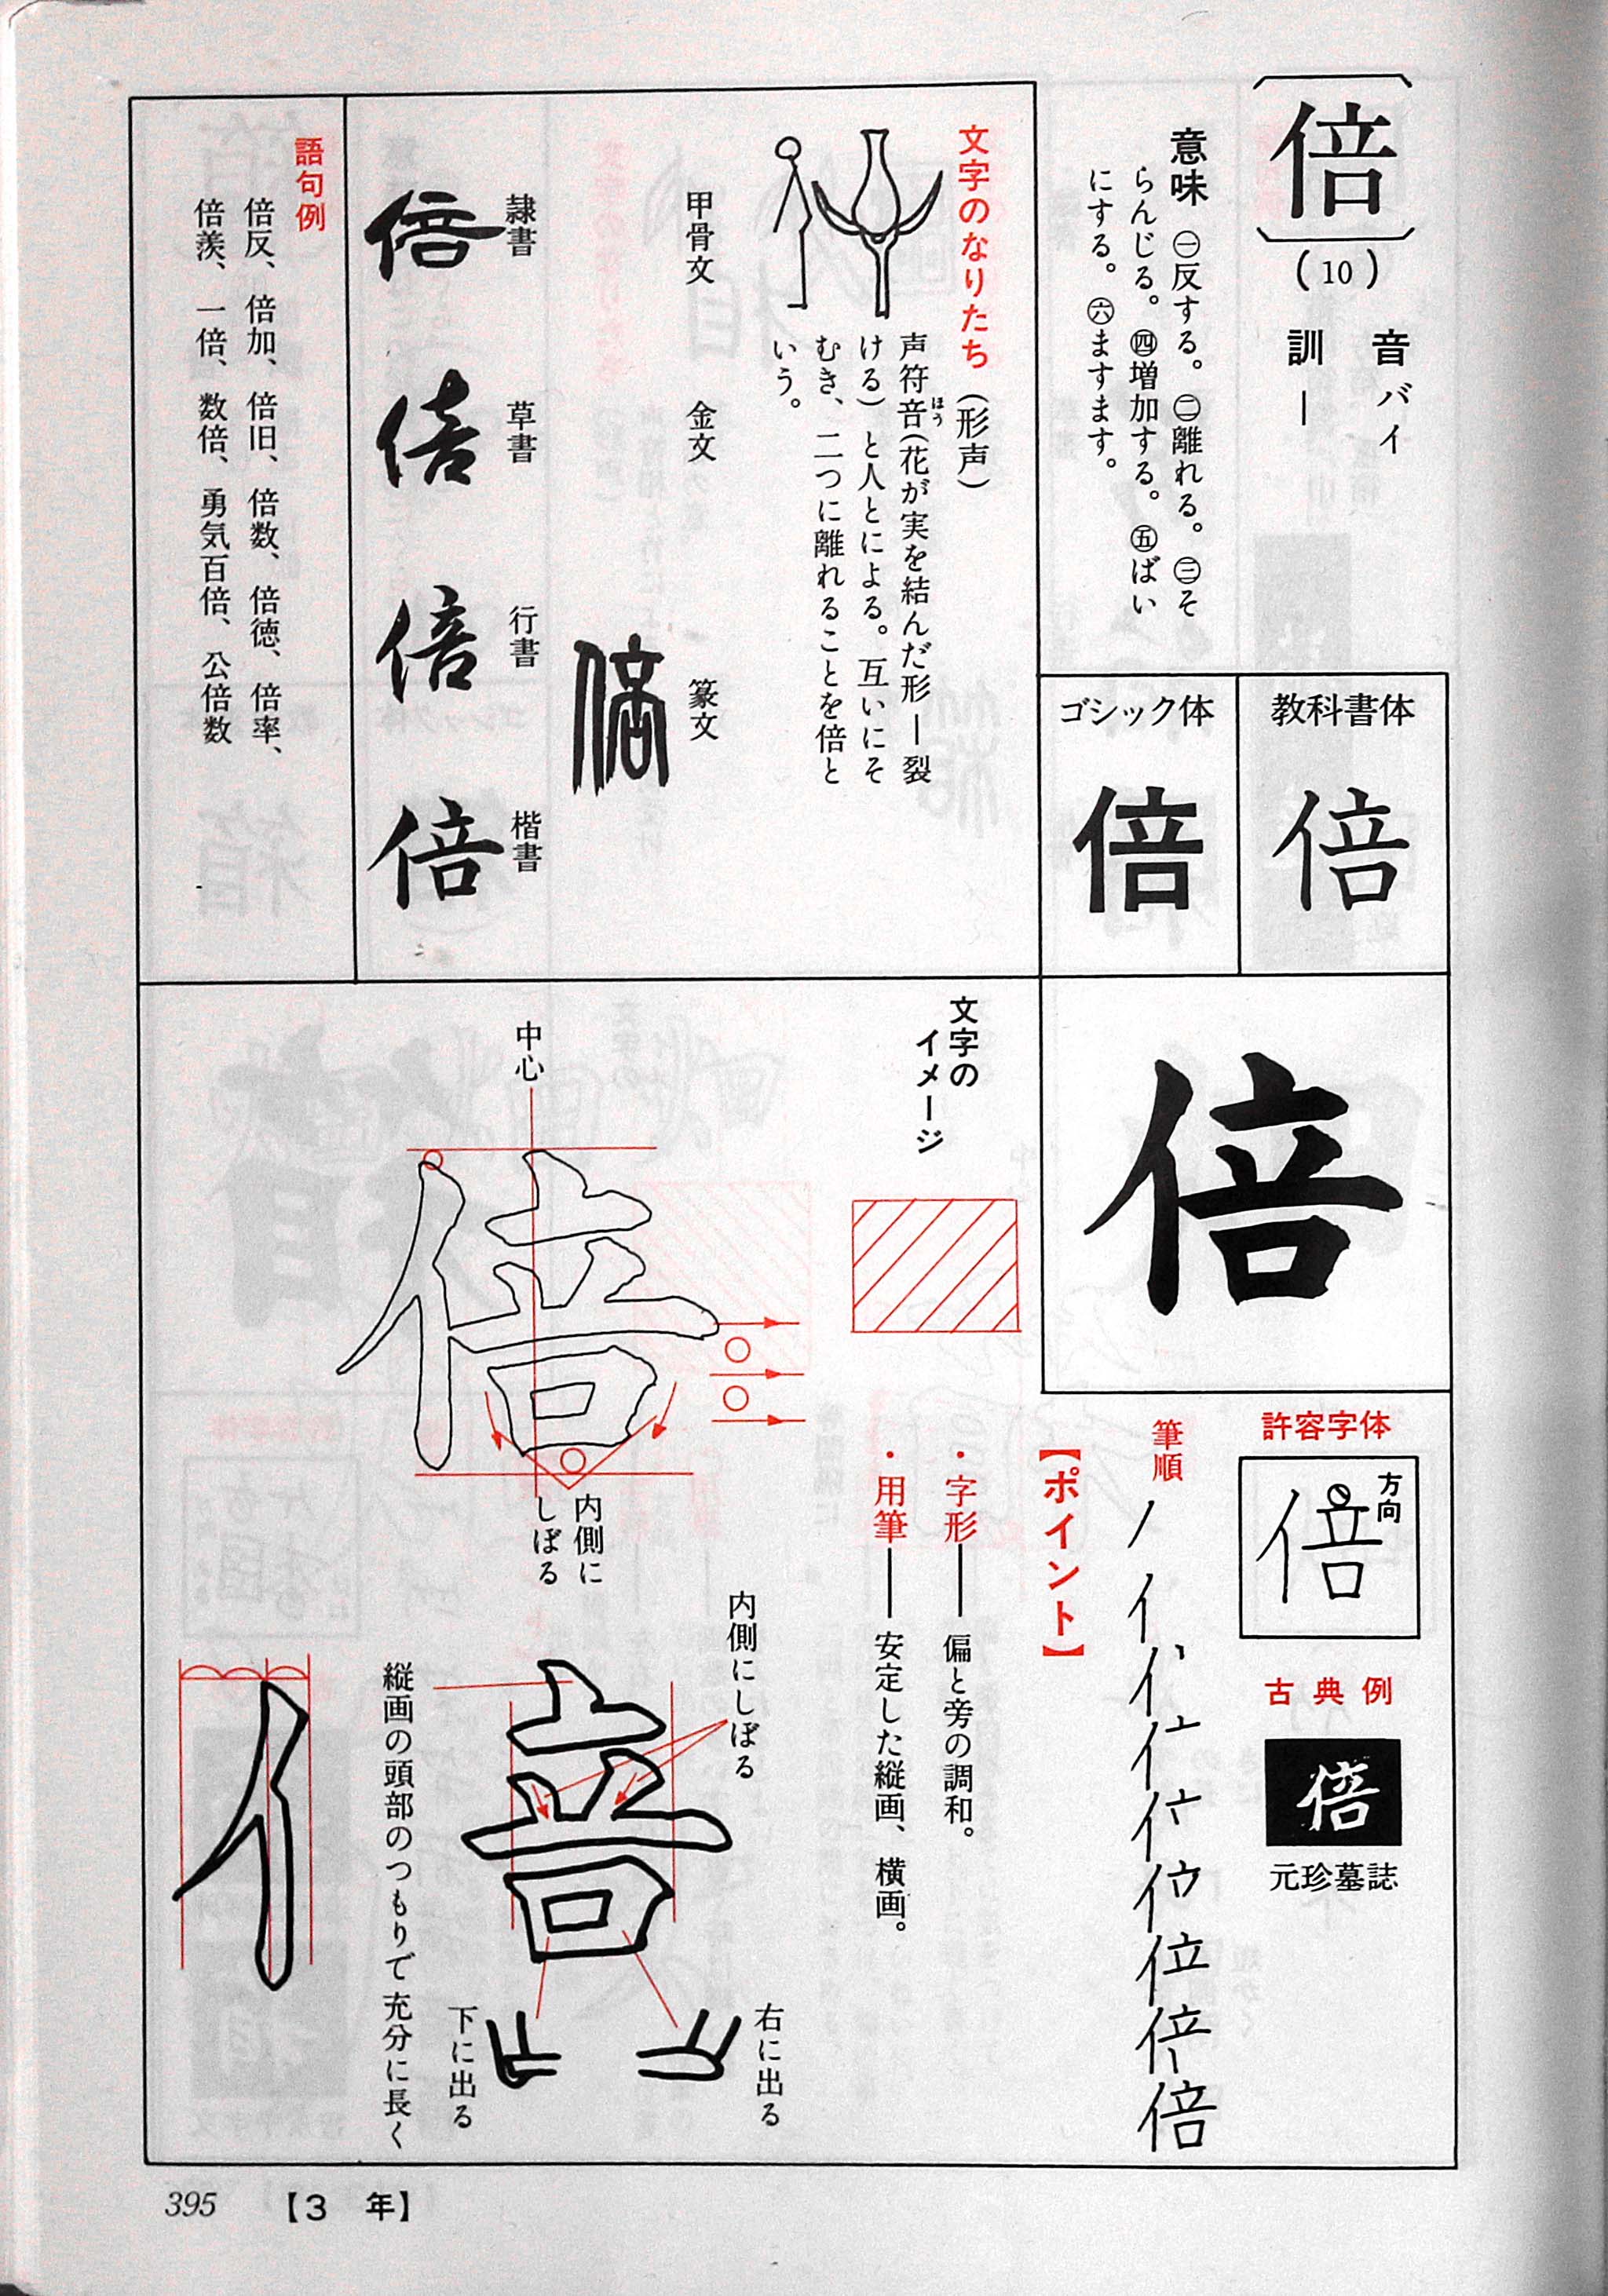 〔倍〕(10)
音 バイ
訓 ―
意味 ㊀反する。㊁離れる。㊂そ
らんじる。㊃増加する。㊄ばい
にする。㊅ますます。
教科書体
倍
ゴシック体
倍
文字のなりたち(形声)
声符音(花が実を結んだ形―裂
ほう
ける)と人とによる。互いにそ
むき、二つに離れることを倍と
いう。
甲骨文
金文
篆文
倍
隷書
倍
草書
倍
行書
倍
楷書
倍
語句例
倍反、倍加、倍旧、倍数、倍徳、倍率、
倍羨、一倍、数倍、勇気百倍、公倍数
倍
許容字体
方向
倍
古典例
倍
元珍墓誌
筆順
倍
【ポイント】
・字形―偏と旁の調和。
・用筆―安定した縦画、横画。
文字の
イメージ
中心
倍
内側に
しぼる
内側にしぼる
右に出る
下に出る
縦画の頭部のつもりで充分に長く
395 【3 年】